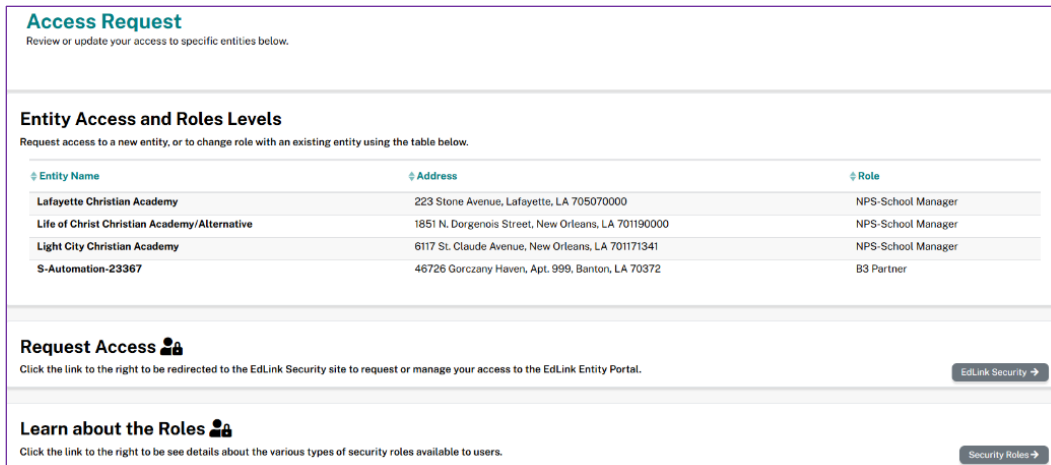 Access Request
Review or update your access to specific entities below.
Entity Access and Roles Levels
Request access to a new entity, or to change role with an existing entity using the table below.
Entity Name Address Role
Lafayette Christian Academy 223 Stone Avenue, Lafayette, LA 705070000 NPS-School Manager
Life of Christ Christian Academy/Alternative 1851 N. Dorgenois Street, New Orleans, LA 701190000 NPS-School Manager
Light City Christian Academy 6117 St. Claude Avenue, New Orleans, LA 701171341 NPS-School Manager
S-Automation-23367 46726 Gorczany Haven, Apt. 999, Banton, LA 70372 B3 Partner
Request Access
Click the link to the right to be redirected to the EdLink Security site to request or manage your access to the EdLink Entity Portal.
EdLink Security →
Learn about the Roles
Click the link to the right to be see details about the various types of security roles available to users.
Security Roles →